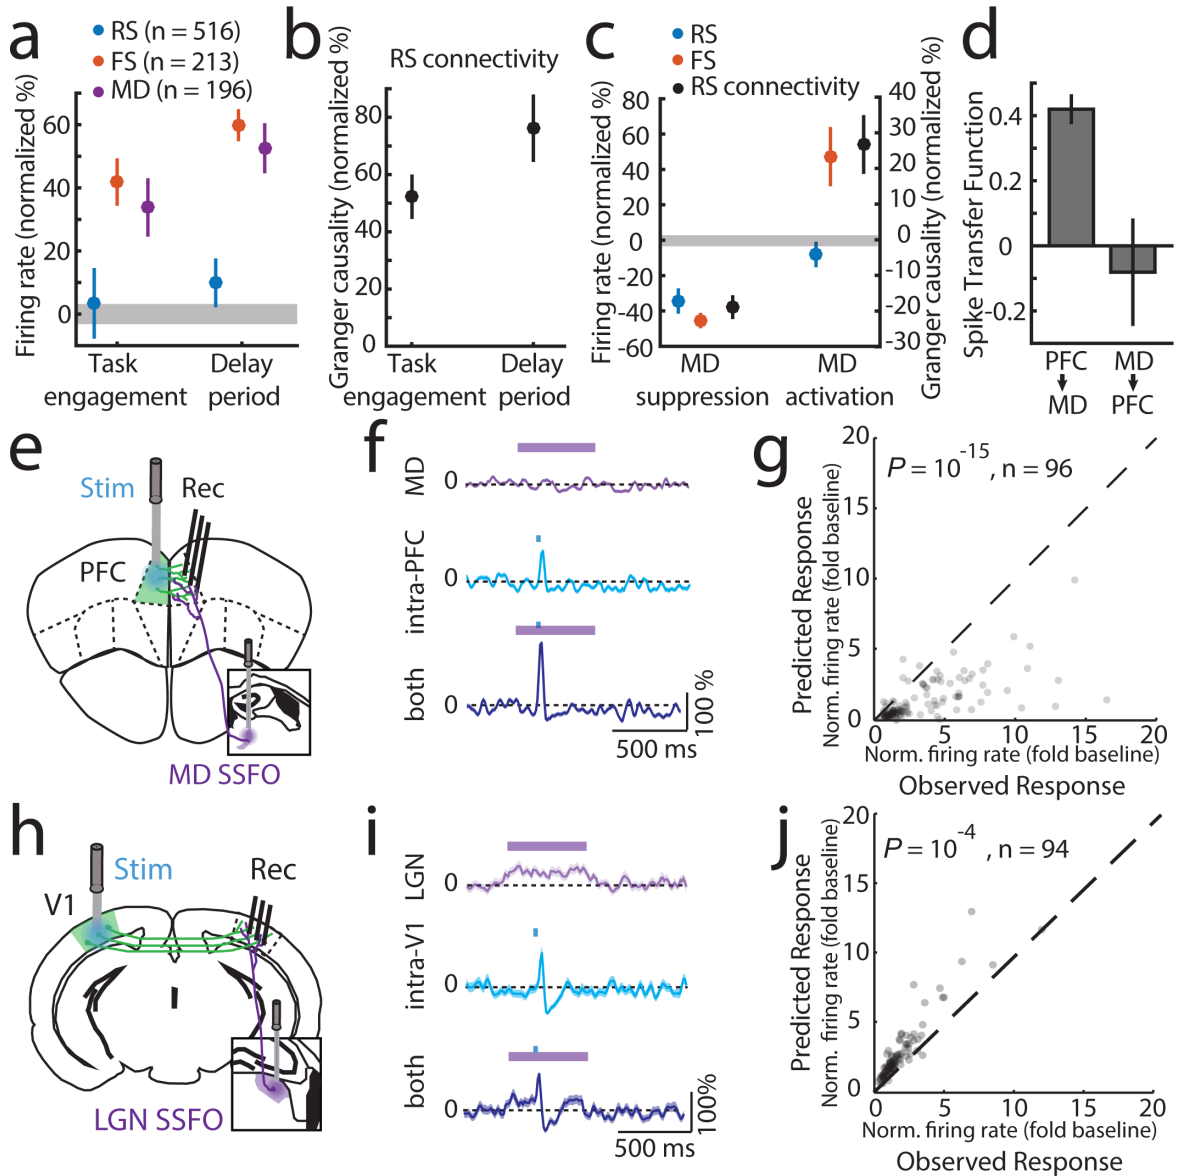 a
RS (n = 516)
FS (n = 213)
MD (n = 196)
Firing rate (normalized %)
60
40
20
0
Task engagement
Delay period
b
RS connectivity
Granger causality (normalized %)
80
60
40
20
0
Task engagement
Delay period
c
RS
FS
RS connectivity
Firing rate (normalized %)
80
60
40
20
0
-20
-40
-60
Granger causality (normalized %)
40
30
20
10
0
-10
-20
-30
MD suppression
MD activation
d
Spike Transfer Function
0.4
0.2
0
-0.2
PFC
MD
MD
PFC
e
Stim
Rec
PFC
MD SSFO
f
MD
0
intra-PFC
0
both
0
100 %
500 ms
g
P = 10-15 , n = 96
Predicted Response
Norm. firing rate (fold baseline)
20
15
10
5
0
0 5 10 15 20
Norm. firing rate (fold baseline)
Observed Response
h
Stim
Rec
V1
LGN SSFO
i
LGN
0
intra-V1
0
both
0
100%
500 ms
j
P = 10-4 , n = 94
Predicted Response
Norm. firing rate (fold baseline)
20
15
10
5
0
0 5 10 15 20
Norm. firing rate (fold baseline)
Observed Response